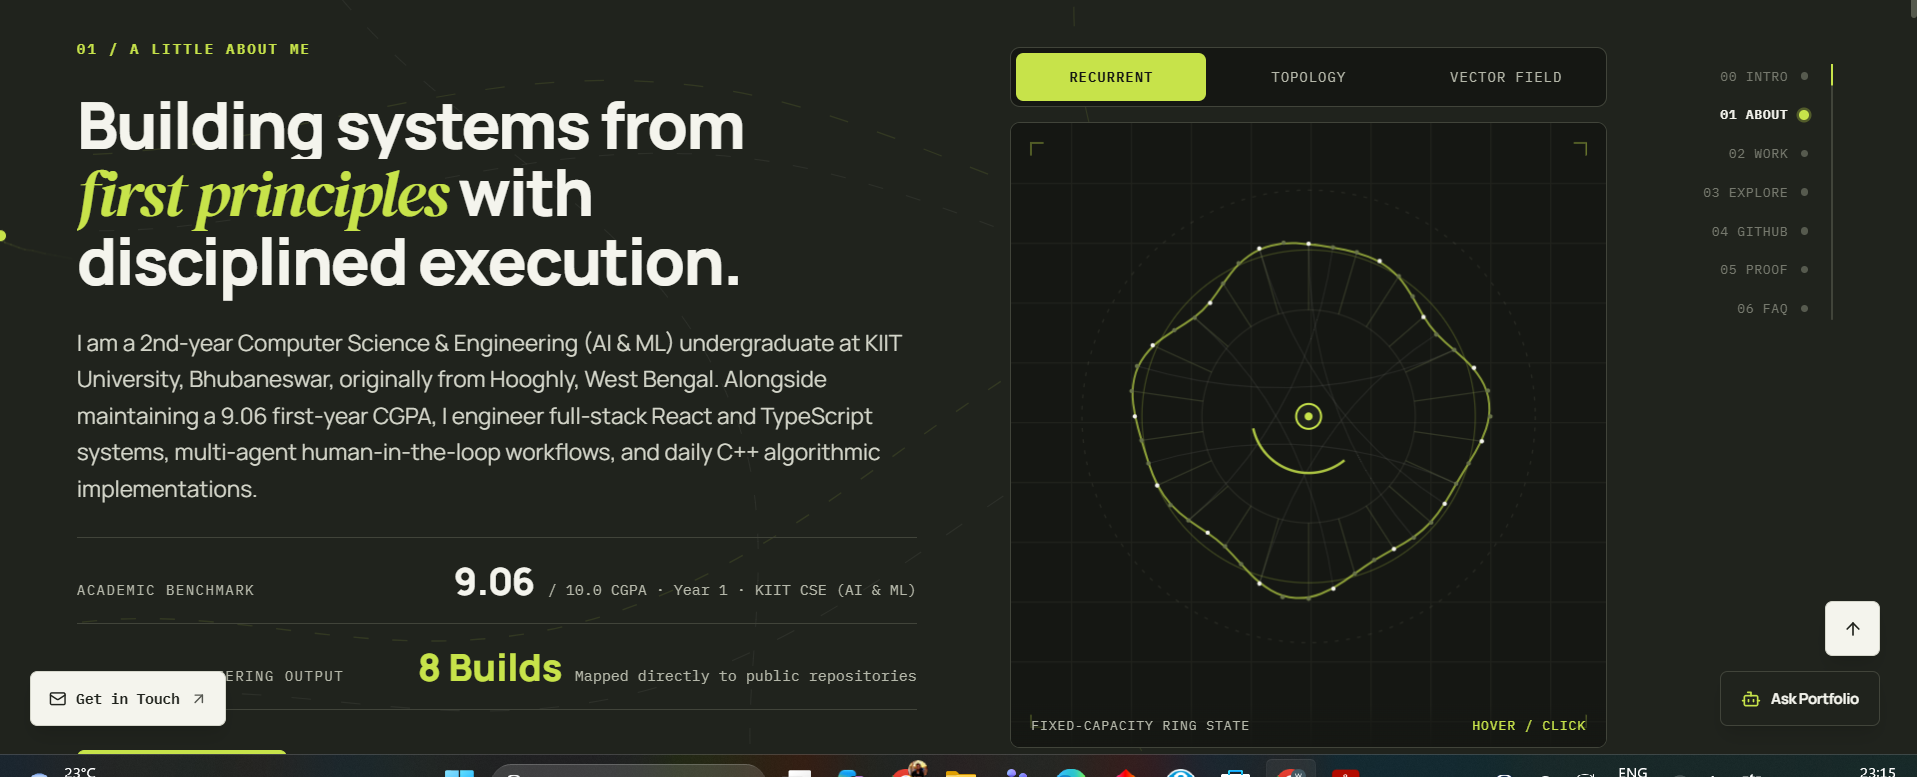 01 / A LITTLE ABOUT ME
Building systems from
first principles with
disciplined execution.
I am a 2nd-year Computer Science & Engineering (AI & ML) undergraduate at KIIT
University, Bhubaneswar, originally from Hooghly, West Bengal. Alongside
maintaining a 9.06 first-year CGPA, I engineer full-stack React and TypeScript
systems, multi-agent human-in-the-loop workflows, and daily C++ algorithmic
implementations.
ACADEMIC BENCHMARK 9.06 / 10.0 CGPA · Year 1 · KIIT CSE (AI & ML)
ERING OUTPUT 8 Builds Mapped directly to public repositories
Get in Touch
RECURRENT TOPOLOGY VECTOR FIELD
FIXED-CAPACITY RING STATE HOVER / CLICK
00 INTRO
01 ABOUT
02 WORK
03 EXPLORE
04 GITHUB
05 PROOF
06 FAQ
Ask Portfolio
23°C
ENG
23:15